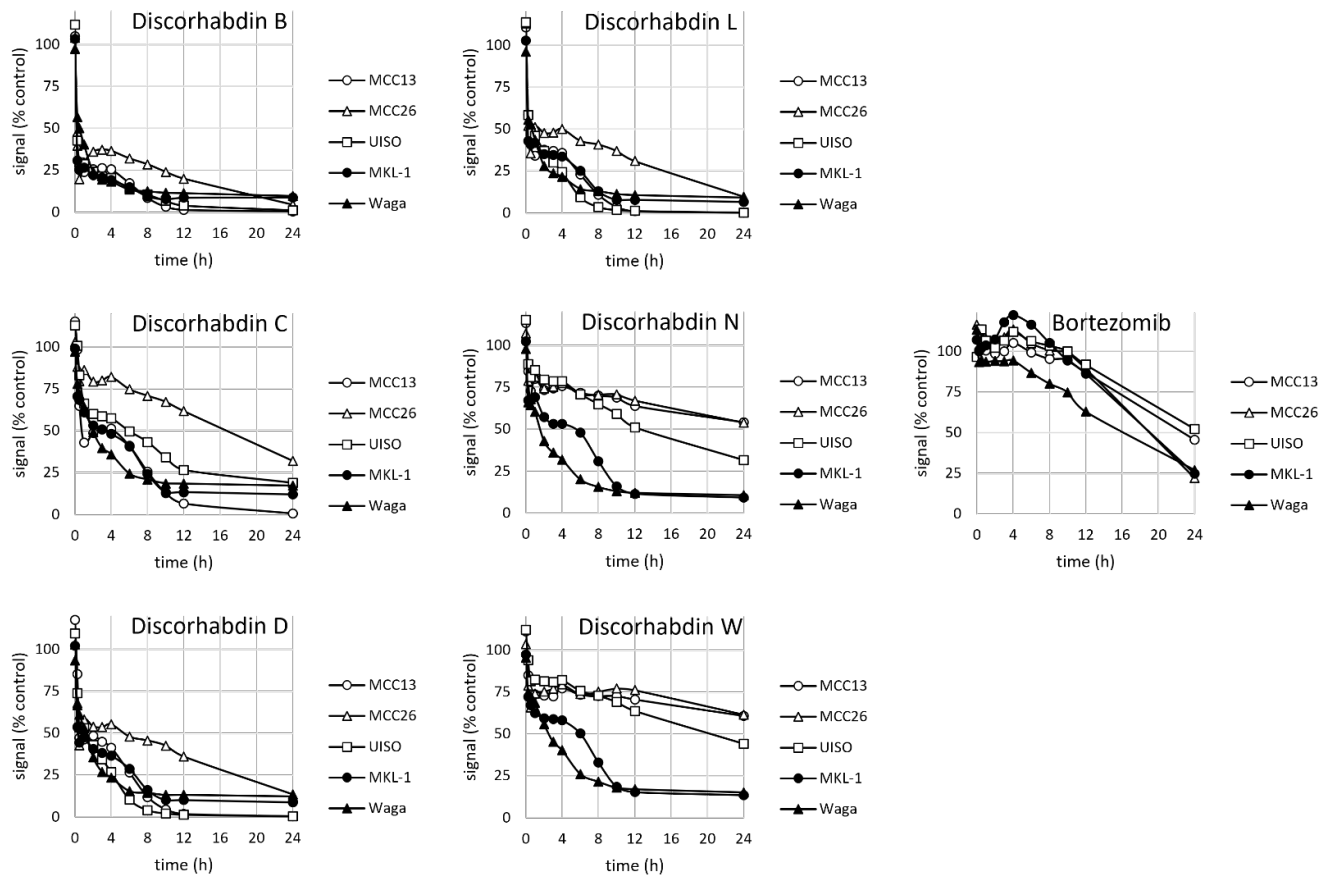 Discorhabdin B
signal (% control)
100
75
50
25
0
0 4 8 12 16 20 24
time (h)
MCC13
MCC26
UISO
MKL-1
Waga
Discorhabdin L
signal (% control)
100
75
50
25
0
0 4 8 12 16 20 24
time (h)
MCC13
MCC26
UISO
MKL-1
Waga
Discorhabdin C
signal (% control)
100
75
50
25
0
0 4 8 12 16 20 24
time (h)
MCC13
MCC26
UISO
MKL-1
Waga
Discorhabdin N
signal (% control)
100
75
50
25
0
0 4 8 12 16 20 24
time (h)
MCC13
MCC26
UISO
MKL-1
Waga
Bortezomib
signal (% control)
100
75
50
25
0
0 4 8 12 16 20 24
time (h)
MCC13
MCC26
UISO
MKL-1
Waga
Discorhabdin D
signal (% control)
100
75
50
25
0
0 4 8 12 16 20 24
time (h)
MCC13
MCC26
UISO
MKL-1
Waga
Discorhabdin W
signal (% control)
100
75
50
25
0
0 4 8 12 16 20 24
time (h)
MCC13
MCC26
UISO
MKL-1
Waga